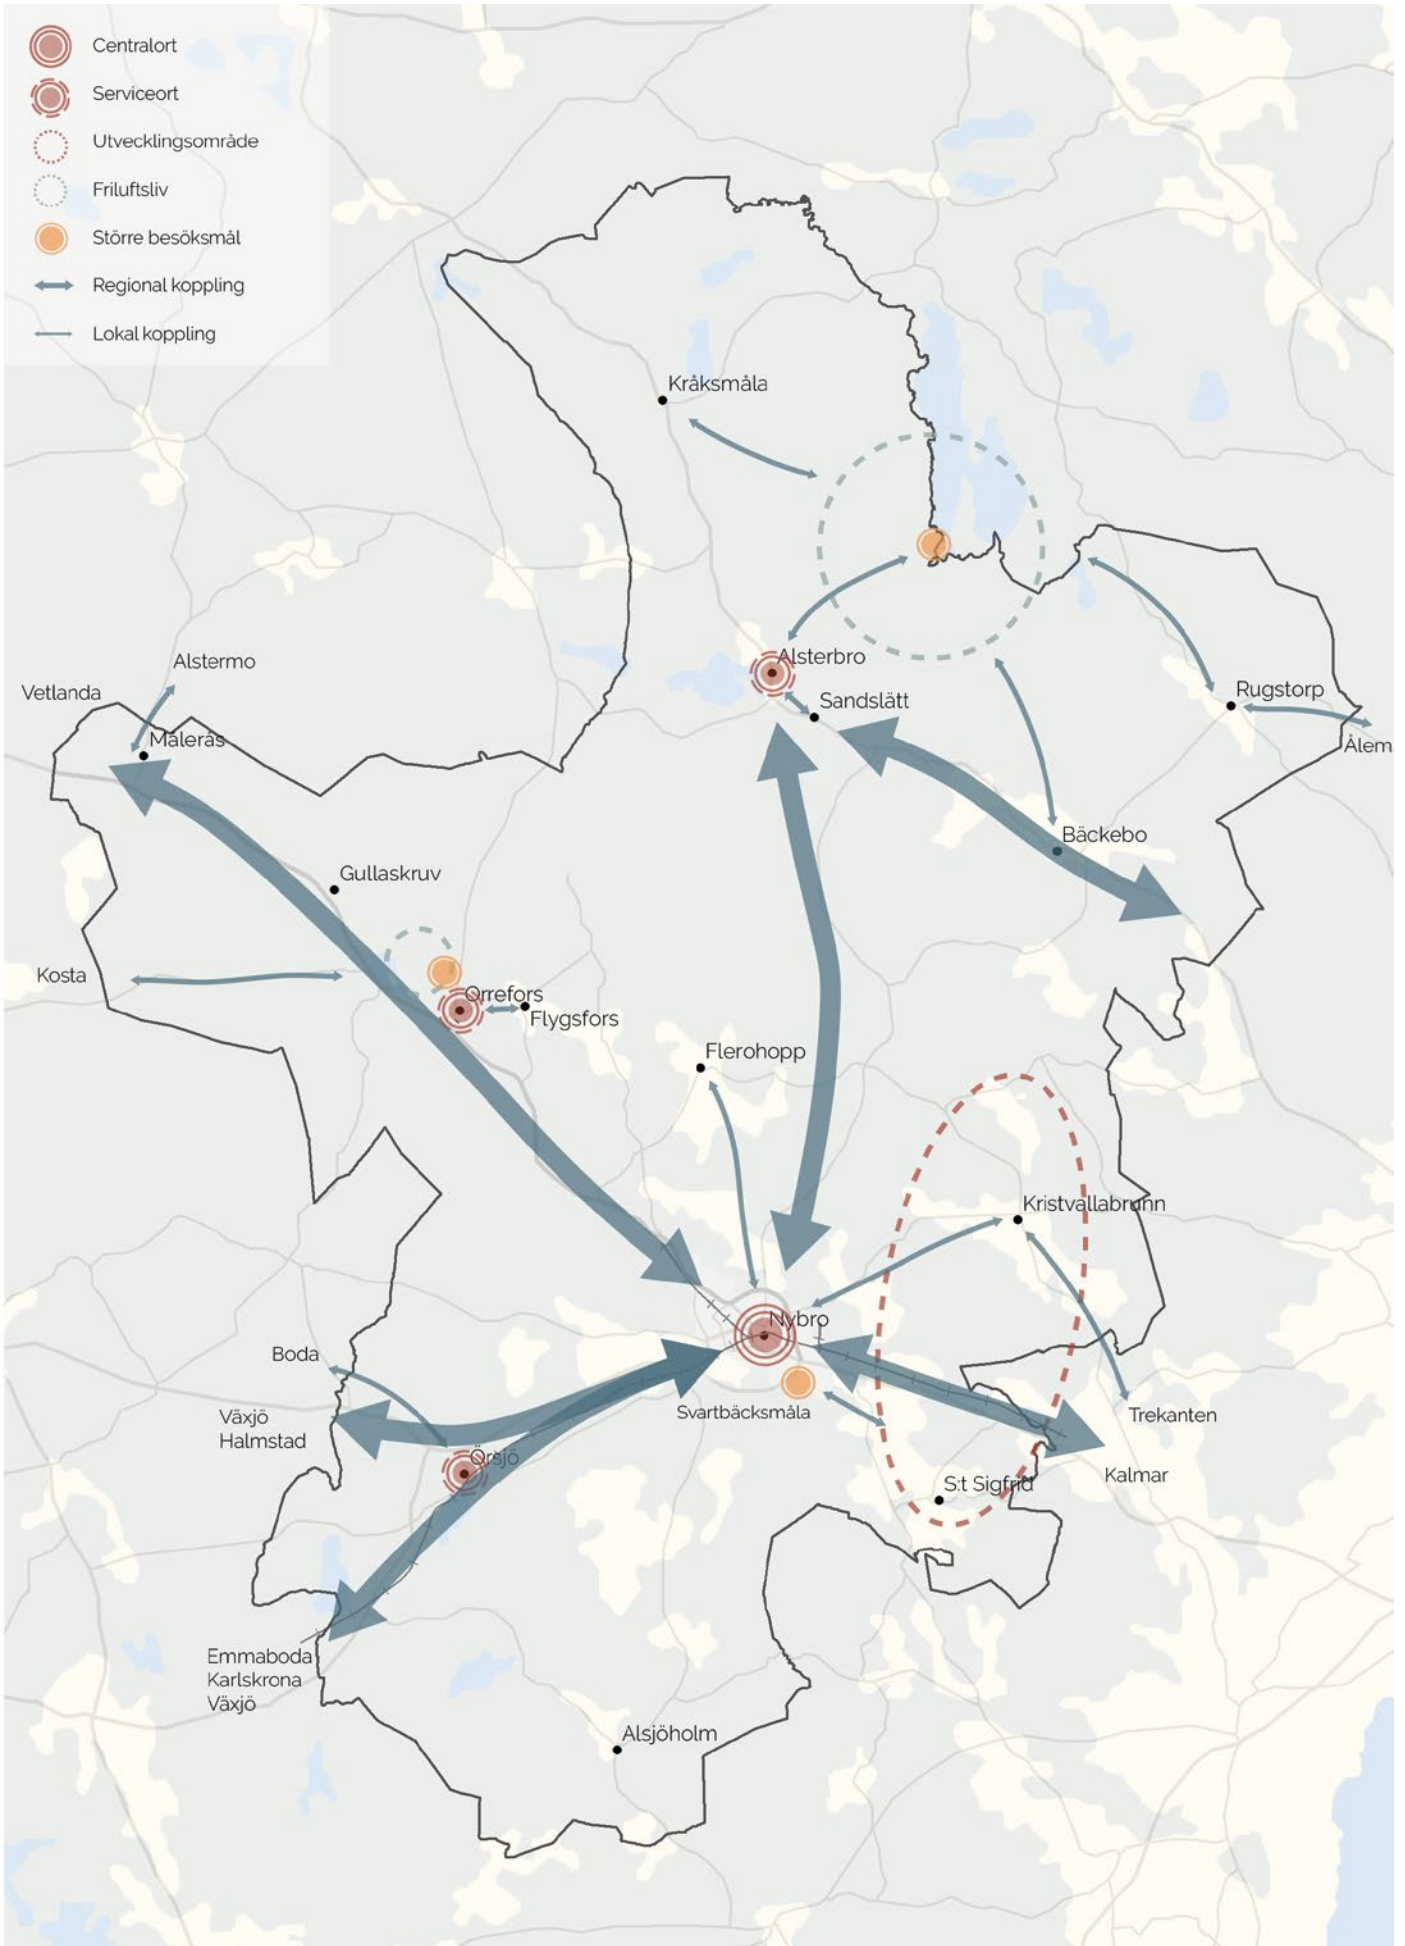 Centralort
Serviceort
Utvecklingsområde
Friluftsliv
Större besöksmål
Regional koppling
Lokal koppling
Kråksmåla
Alsterbro
Sandslätt
Alstermo
Vetlanda
Målerås
Rugstorp
Ålem
Bäckebo
Gullaskruv
Kosta
Orrefors
Flygsfors
Flerohopp
Kristvallabrunn
Nybro
Boda
Svartbäcksmåla
Växjö
Halmstad
Trekanten
Örsjö
Kalmar
S:t Sigfrid
Emmaboda
Karlskrona
Växjö
Alsjöholm